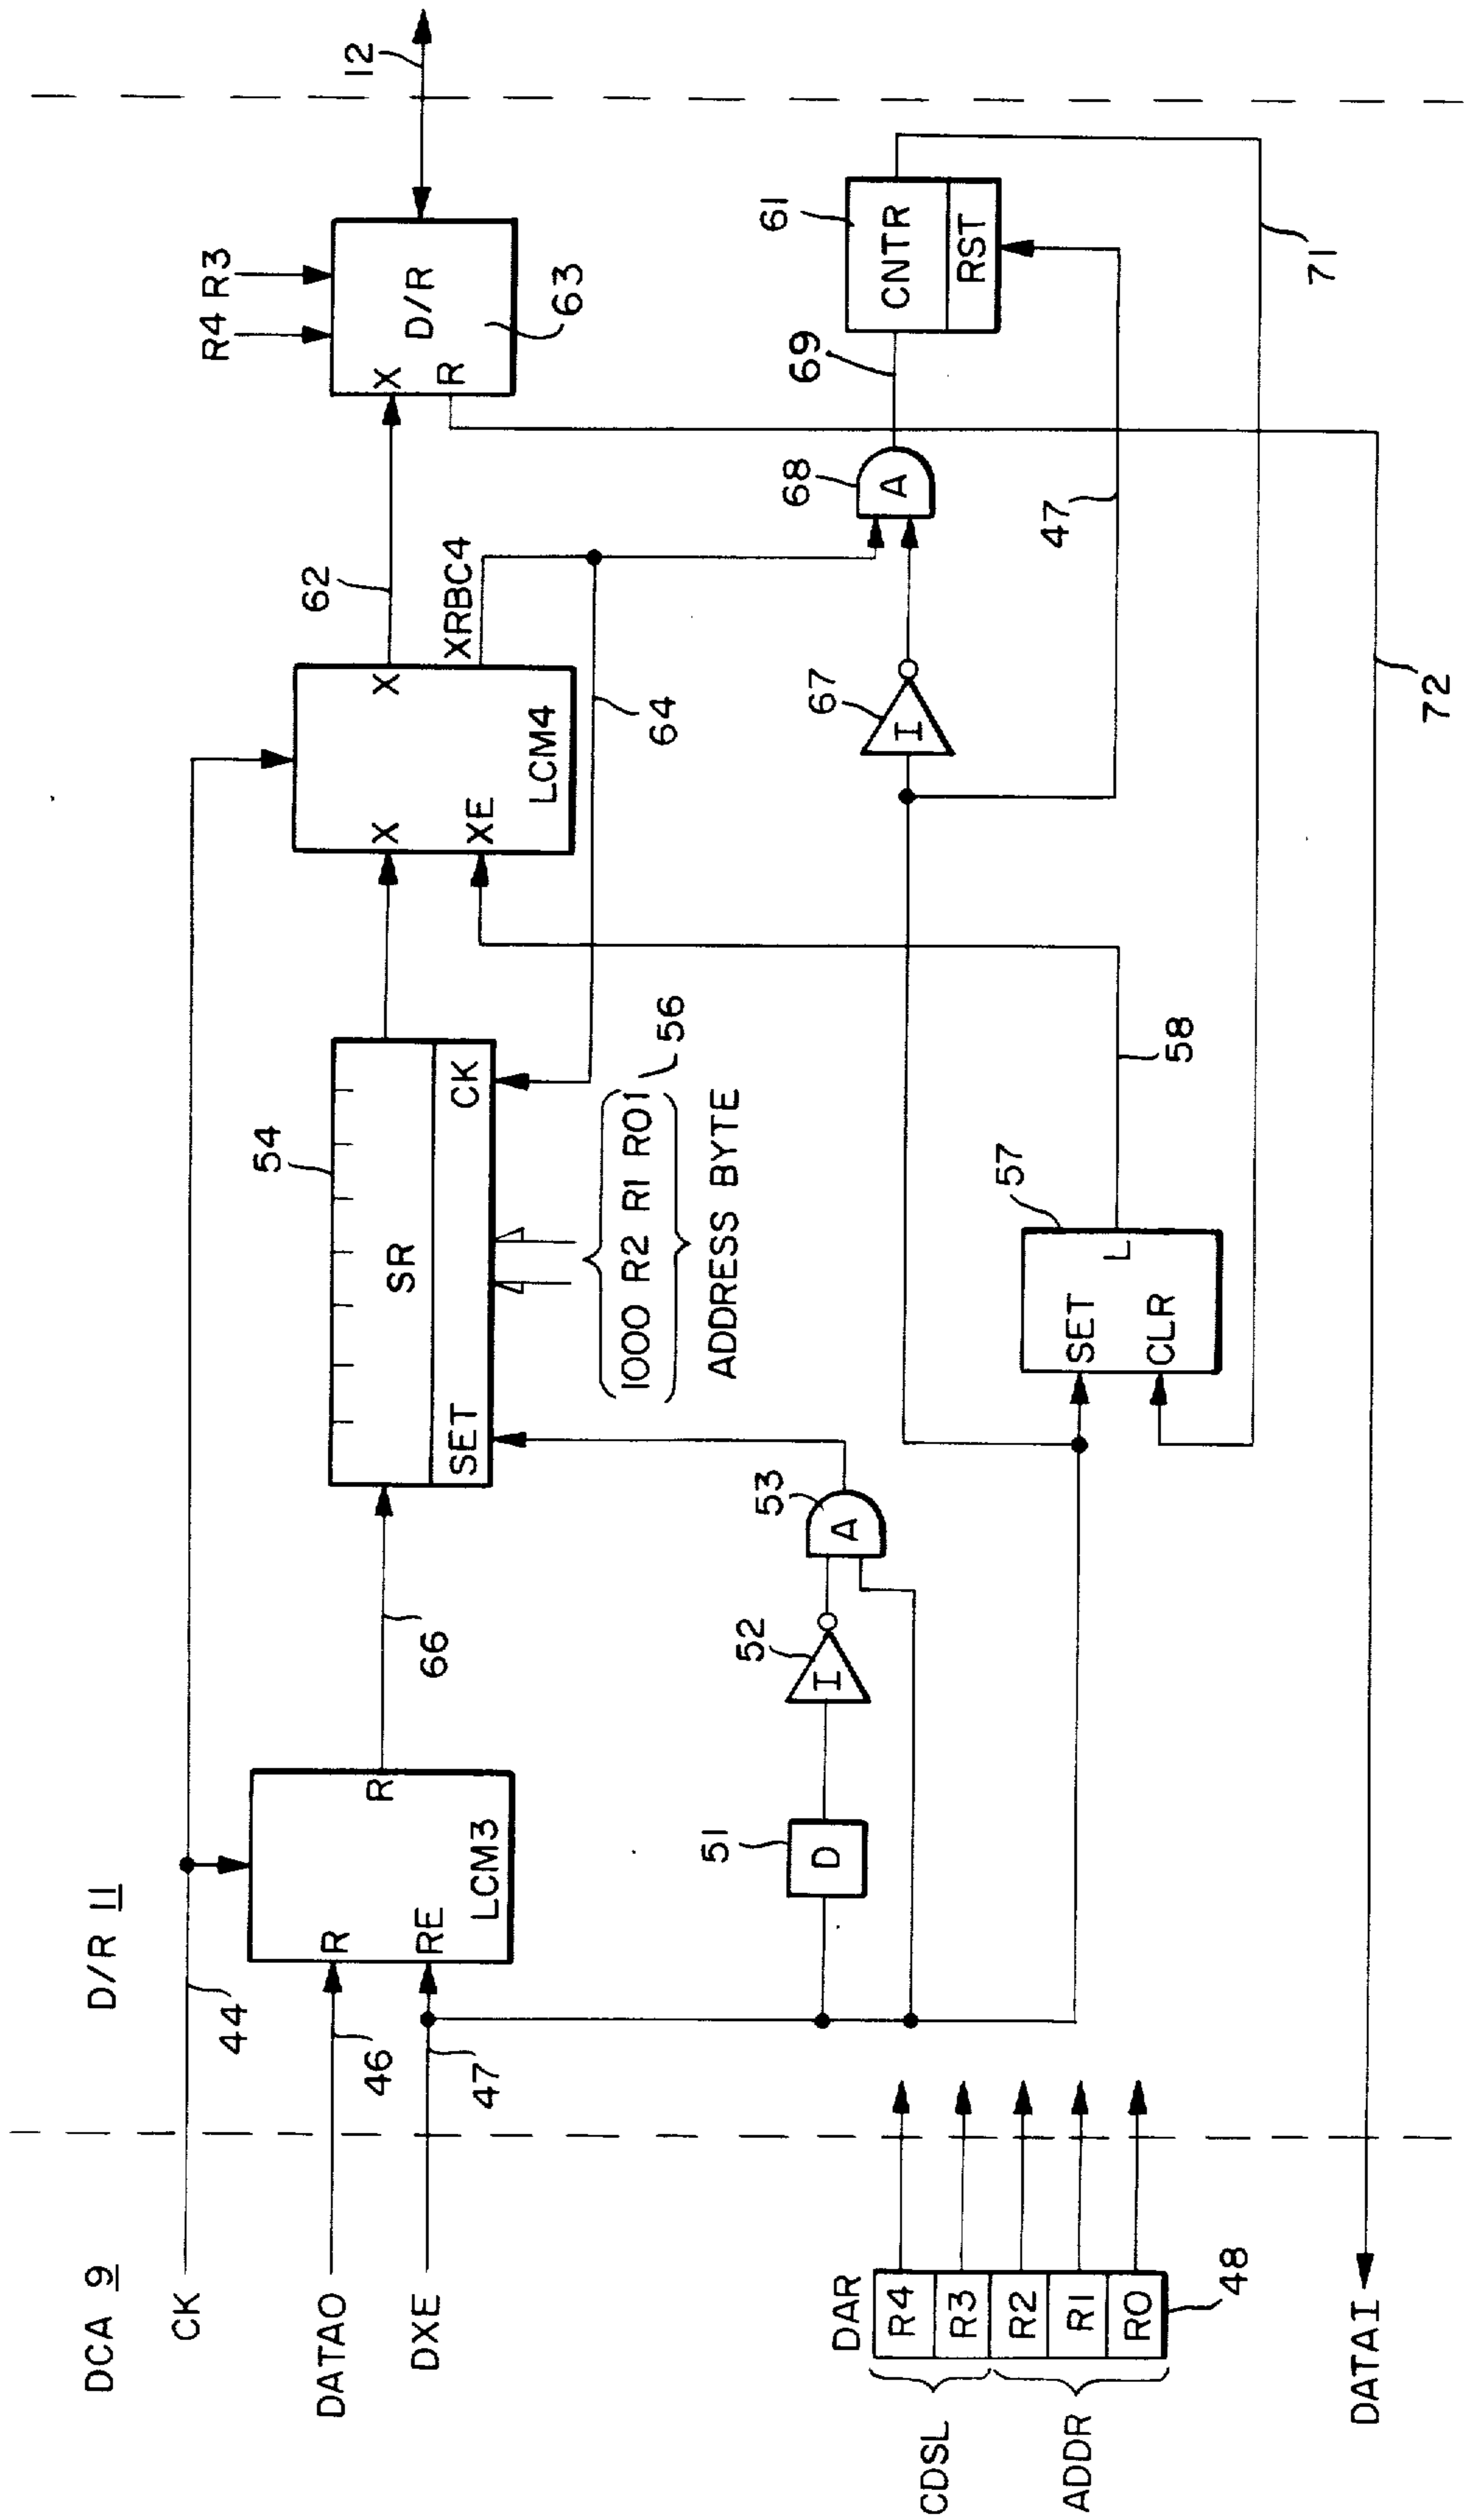 DCA 9
D/R 11
CK
44
DATAO
46
DXE
47
R
RE
R
LCM3
66
54
SR
SET
CK
1000 R2 R1 R01
56
ADDRESS BYTE
X
XE
X
XRBC4
LCM4
62
64
R4
R3
X
R
D/R
63
12
51
D
52
I
53
A
57
SET
CLR
L
58
67
I
68
A
69
61
CNTR
RST
47
71
72
DAR
R4
R3
R2
R1
R0
48
CDSL
ADDR
DATAI